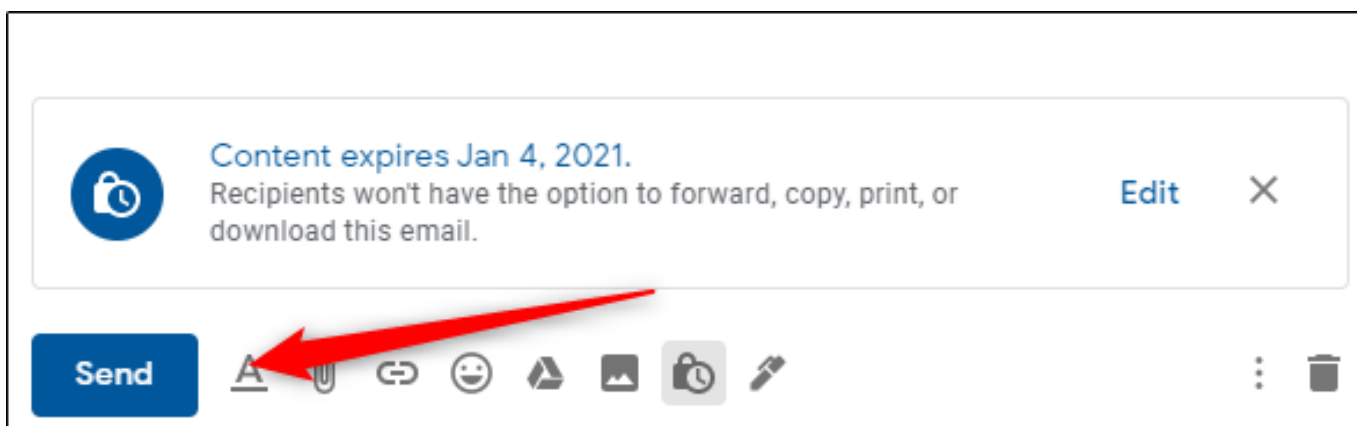 Content expires Jan 4, 2021.
Recipients won't have the option to forward, copy, print, or
download this email.
Edit
Send
A